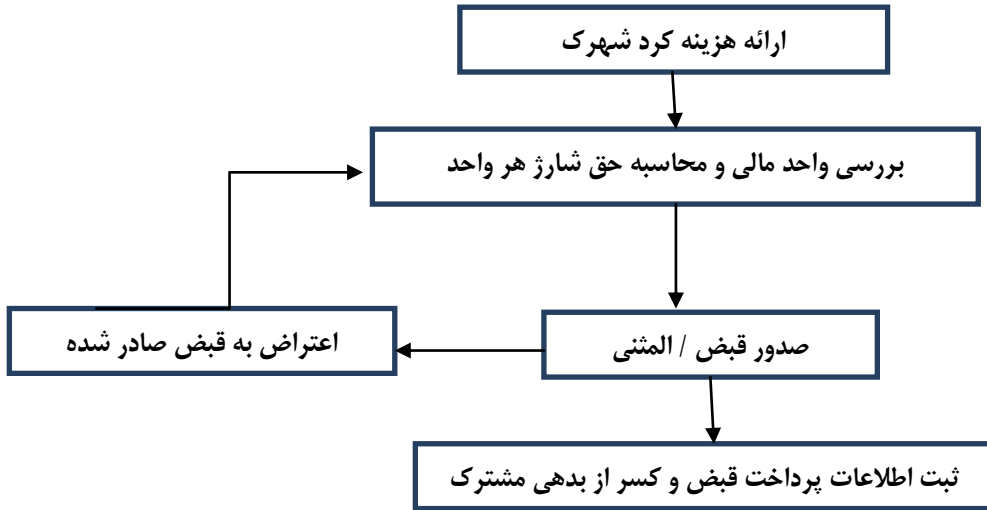 ارائه هزینه کرد شهرک
بررسی واحد مالی و محاسبه حق شارژ هر واحد
صدور قبض / المثنی
اعتراض به قبض صادر شده
ثبت اطلاعات پرداخت قبض و کسر از بدهی مشترک